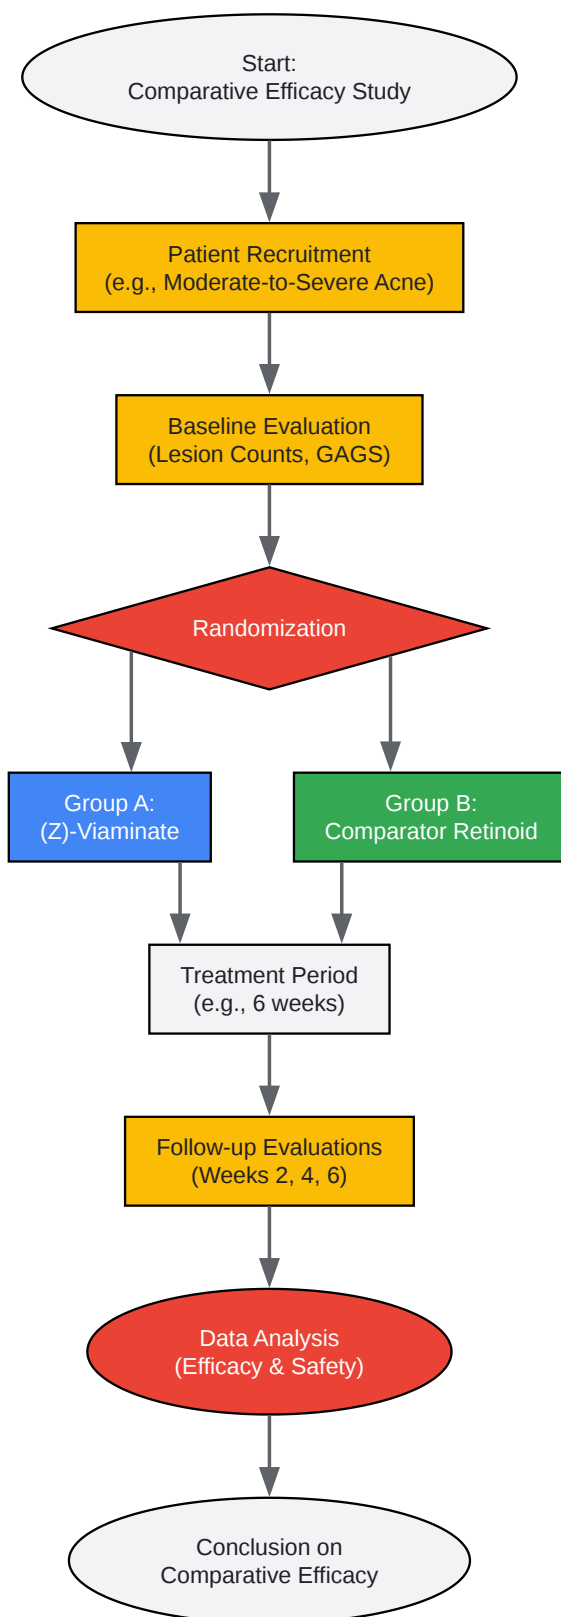 Start:
Comparative Efficacy Study
Patient Recruitment
(e.g., Moderate-to-Severe Acne)
Baseline Evaluation
(Lesion Counts, GAGS)
Randomization
Group A:
(Z)-Viaminate
Group B:
Comparator Retinoid
Treatment Period
(e.g., 6 weeks)
Follow-up Evaluations
(Weeks 2, 4, 6)
Data Analysis
(Efficacy & Safety)
Conclusion on
Comparative Efficacy